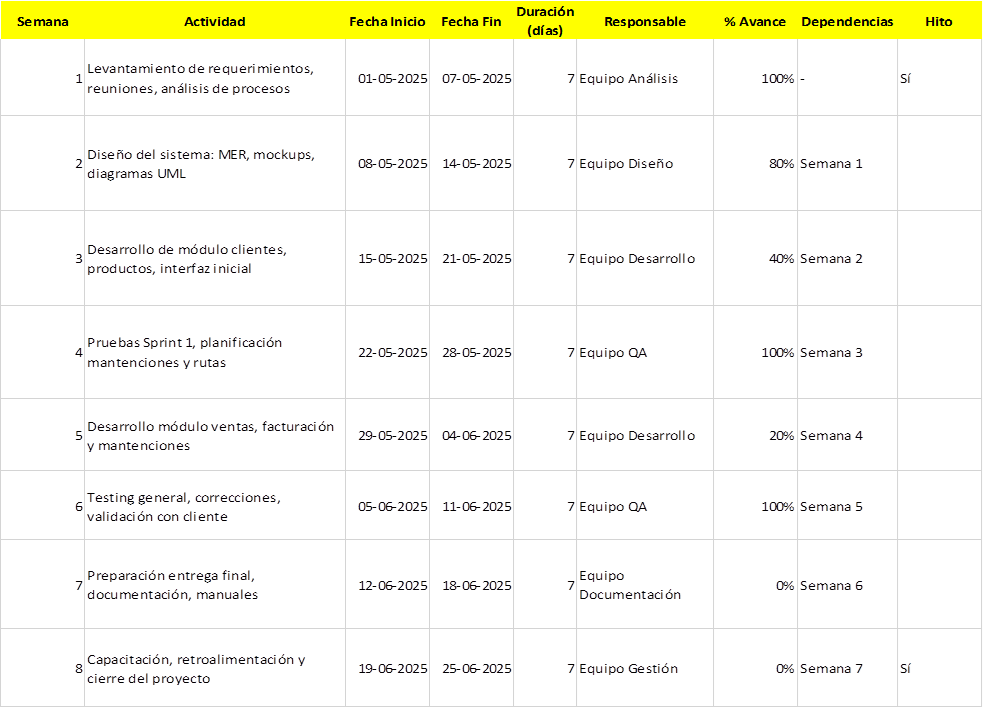 Semana Actividad Fecha Inicio Fecha Fin Duración (días) Responsable % Avance Dependencias Hito
1 Levantamiento de requerimientos, reuniones, análisis de procesos 01-05-2025 07-05-2025 7 Equipo Análisis 100% - Sí
2 Diseño del sistema: MER, mockups, diagramas UML 08-05-2025 14-05-2025 7 Equipo Diseño 80% Semana 1
3 Desarrollo de módulo clientes, productos, interfaz inicial 15-05-2025 21-05-2025 7 Equipo Desarrollo 40% Semana 2
4 Pruebas Sprint 1, planificación mantenciones y rutas 22-05-2025 28-05-2025 7 Equipo QA 100% Semana 3
5 Desarrollo módulo ventas, facturación y mantenciones 29-05-2025 04-06-2025 7 Equipo Desarrollo 20% Semana 4
6 Testing general, correcciones, validación con cliente 05-06-2025 11-06-2025 7 Equipo QA 100% Semana 5
7 Preparación entrega final, documentación, manuales 12-06-2025 18-06-2025 7 Equipo Documentación 0% Semana 6
8 Capacitación, retroalimentación y cierre del proyecto 19-06-2025 25-06-2025 7 Equipo Gestión 0% Semana 7 Sí